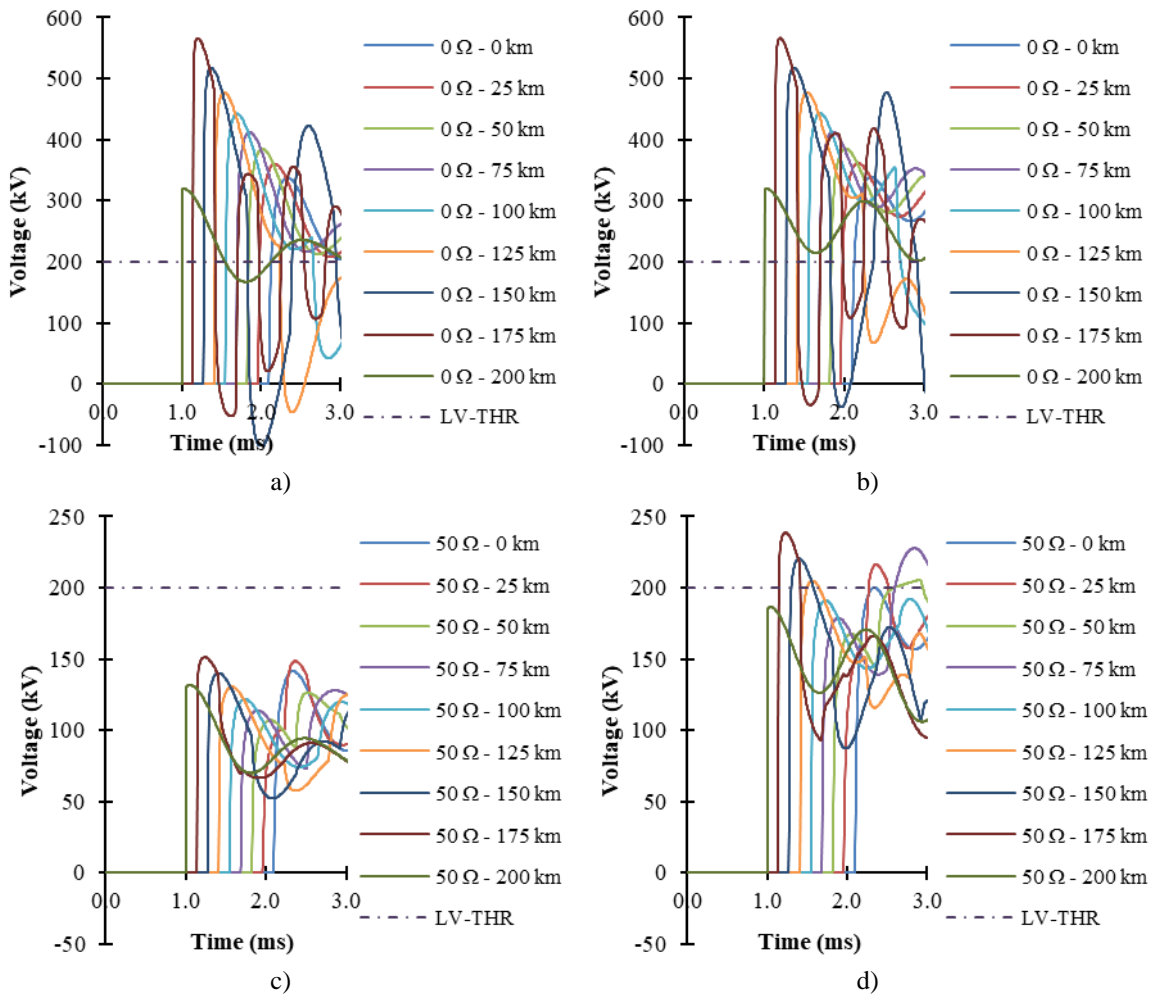 600
500
400
300
200
100
0
-100
Voltage (kV)
0.0
1.0
2.0
3.0
Time (ms)
0 Ω - 0 km
0 Ω - 25 km
0 Ω - 50 km
0 Ω - 75 km
0 Ω - 100 km
0 Ω - 125 km
0 Ω - 150 km
0 Ω - 175 km
0 Ω - 200 km
LV-THR
a)
600
500
400
300
200
100
0
-100
Voltage (kV)
0.0
1.0
2.0
3.0
Time (ms)
0 Ω - 0 km
0 Ω - 25 km
0 Ω - 50 km
0 Ω - 75 km
0 Ω - 100 km
0 Ω - 125 km
0 Ω - 150 km
0 Ω - 175 km
0 Ω - 200 km
LV-THR
b)
250
200
150
100
50
0
-50
Voltage (kV)
0.0
1.0
2.0
3.0
Time (ms)
50 Ω - 0 km
50 Ω - 25 km
50 Ω - 50 km
50 Ω - 75 km
50 Ω - 100 km
50 Ω - 125 km
50 Ω - 150 km
50 Ω - 175 km
50 Ω - 200 km
LV-THR
c)
250
200
150
100
50
0
-50
Voltage (kV)
0.0
1.0
2.0
3.0
Time (ms)
50 Ω - 0 km
50 Ω - 25 km
50 Ω - 50 km
50 Ω - 75 km
50 Ω - 100 km
50 Ω - 125 km
50 Ω - 150 km
50 Ω - 175 km
50 Ω - 200 km
LV-THR
d)